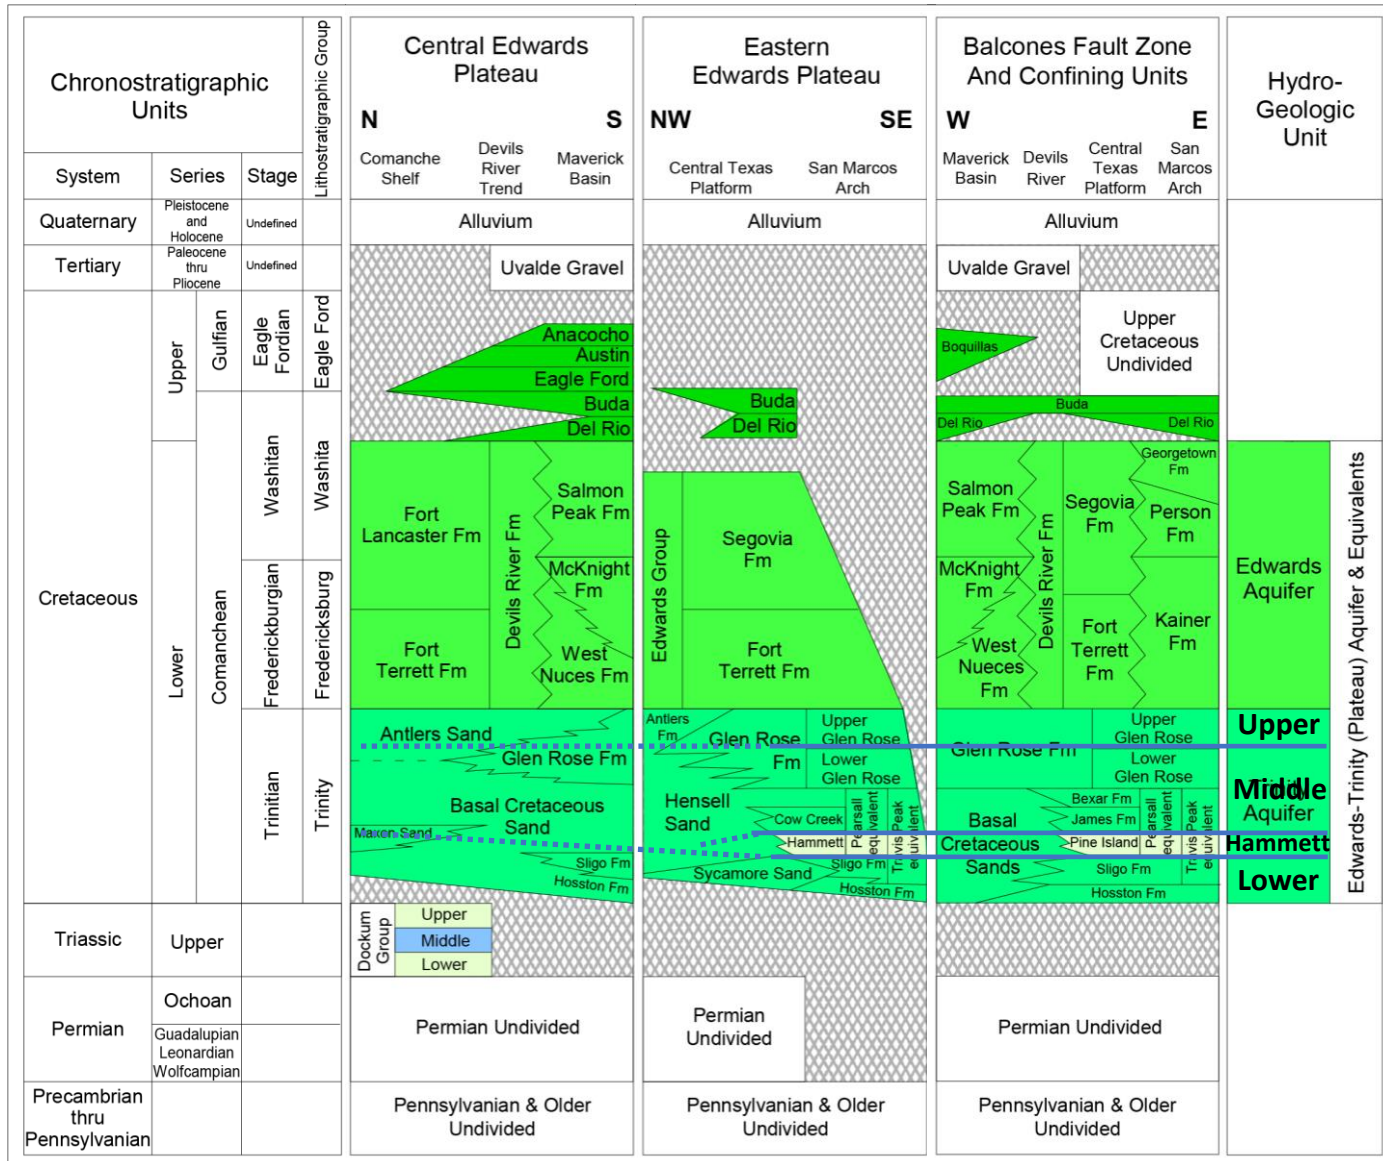 Chronostratigraphic
Units
System
Series
Stage
Lithostratigraphic Group
Central Edwards
Plateau
N
S
Comanche
Shelf
Devils
River
Trend
Maverick
Basin
Eastern
Edwards Plateau
NW
SE
Central Texas
Platform
San Marcos
Arch
Balcones Fault Zone
And Confining Units
W
E
Maverick
Basin
Devils
River
Central
Texas
Platform
San
Marcos
Arch
Hydro-
Geologic
Unit
Quaternary
Pleistocene
and
Holocene
Undefined
Alluvium
Alluvium
Alluvium
Tertiary
Paleocene
thru
Pliocene
Undefined
Uvalde Gravel
Uvalde Gravel
Cretaceous
Upper
Lower
Gulfian
Comanchean
Eagle
Fordian
Washitan
Frederickburgian
Trinitian
Eagle Ford
Washita
Fredericksburg
Trinity
Anacocho
Austin
Eagle Ford
Buda
Del Rio
Fort
Lancaster Fm
Devils River Fm
Salmon
Peak Fm
McKnight
Fm
Fort
Terrett Fm
West
Nuces Fm
Antlers Sand
Glen Rose Fm
Basal Cretaceous
Sand
Maxon Sand
Sligo Fm
Hosston Fm
Buda
Del Rio
Edwards Group
Segovia
Fm
Fort
Terrett Fm
Antlers
Fm
Glen Rose
Fm
Upper
Glen Rose
Lower
Glen Rose
Hensell
Sand
Cow Creek
Hammett
Pearsall
equivalent
Travis Peak
equivalent
Sligo Fm
Sycamore Sand
Hosston Fm
Boquillas
Upper
Cretaceous
Undivided
Buda
Del Rio
Del Rio
Salmon
Peak Fm
Devils River Fm
Segovia
Fm
Georgetown
Fm
Person
Fm
McKnight
Fm
West
Nueces
Fm
Fort
Terrett
Fm
Kainer
Fm
Glen Rose Fm
Upper
Glen Rose
Lower
Glen Rose
Basal
Cretaceous
Sands
Bexar Fm
James Fm
Pine Island
Pearsall
equivalent
Travis Peak
equivalent
Sligo Fm
Hosston Fm
Edwards
Aquifer
Upper
Middle
Trinity
Aquifer
Hammett
Lower
Edwards-Trinity (Plateau) Aquifer & Equivalents
Triassic
Upper
Dockum
Group
Upper
Middle
Lower
Permian
Ochoan
Guadalupian
Leonardian
Wolfcampian
Permian Undivided
Permian
Undivided
Permian Undivided
Precambrian
thru
Pennsylvanian
Pennsylvanian & Older
Undivided
Pennsylvanian & Older
Undivided
Pennsylvanian & Older
Undivided